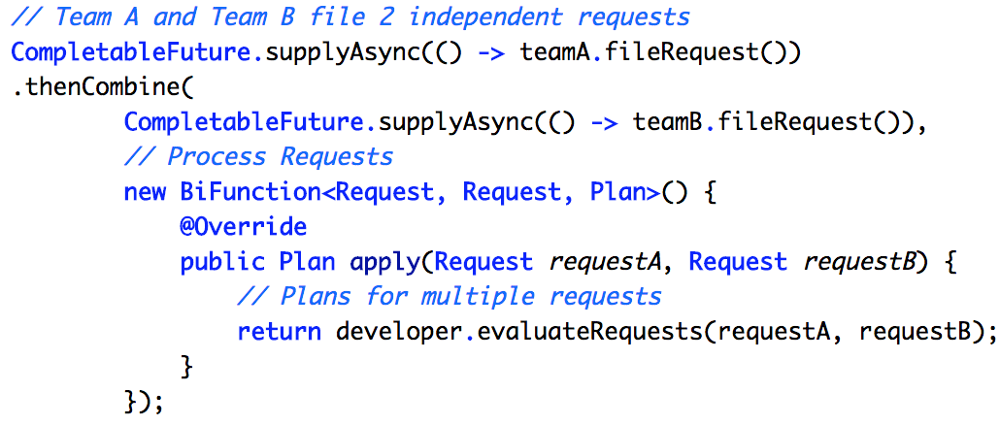 // Team A and Team B file 2 independent requests
CompletableFuture.supplyAsync(() -> teamA.fileRequest())
.thenCombine(
        CompletableFuture.supplyAsync(() -> teamB.fileRequest()),
        // Process Requests
        new BiFunction<Request, Request, Plan>() {
            @Override
            public Plan apply(Request requestA, Request requestB) {
                // Plans for multiple requests
                return developer.evaluateRequests(requestA, requestB);
            }
        });